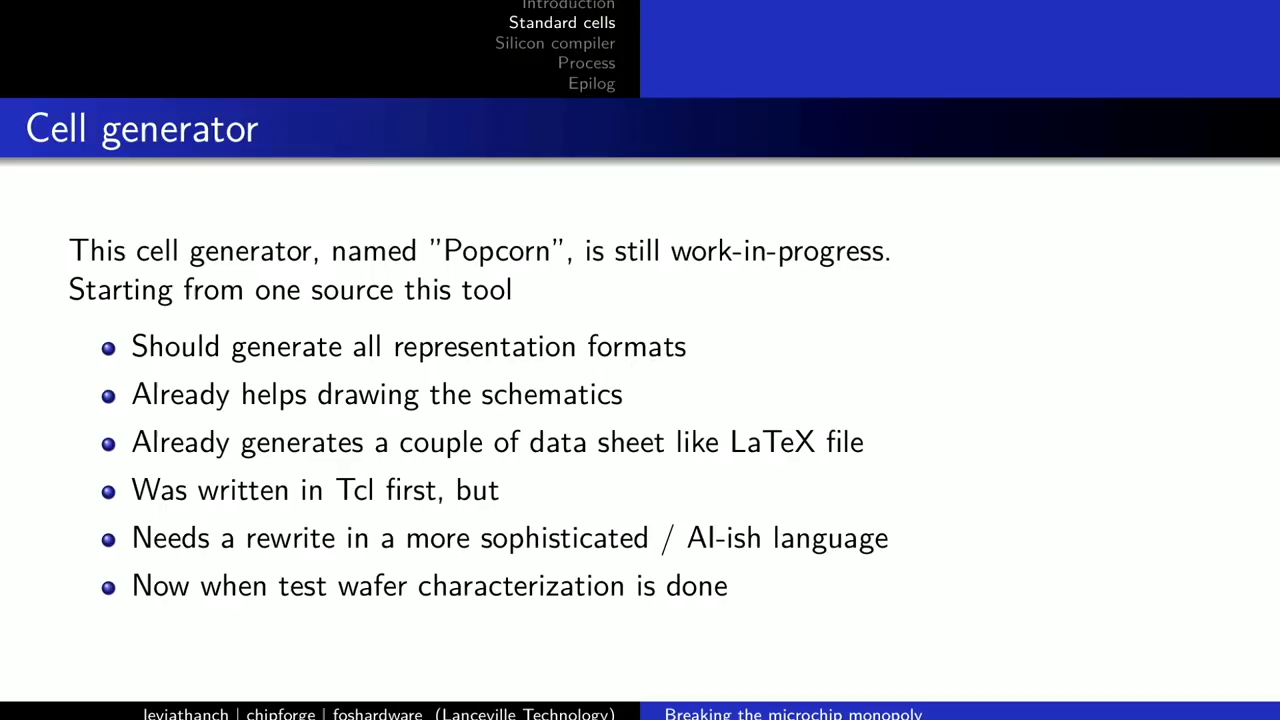 Introduction
Standard cells
Silicon compiler
Process
Epilog
Cell generator
This cell generator, named ”Popcorn”, is still work-in-progress.
Starting from one source this tool
Should generate all representation formats
Already helps drawing the schematics
Already generates a couple of data sheet like LaTeX file
Was written in Tcl first, but
Needs a rewrite in a more sophisticated / AI-ish language
Now when test wafer characterization is done
leviathanch | chipforge | foshardware (Lanceville Technology)
Breaking the microchip monopoly